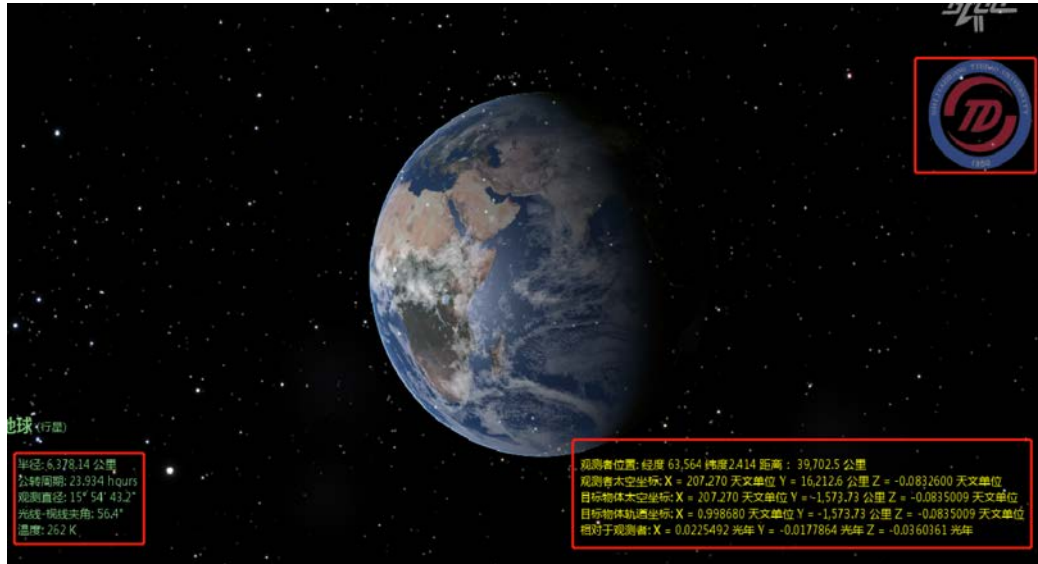 TD
1950
地球 (行星)
半径: 6,378.14 公里
公转周期: 23.934 hours
观测直径: 15° 54' 43.2"
光线-视线夹角: 56.4°
温度: 262 K
观测者位置: 经度 63,564 纬度2.414 距离： 39,702.5 公里
观测者太空坐标: X = 207.270 天文单位 Y = 16,212.6 公里 Z = -0.0832600 天文单位
目标物体太空坐标: X = 207.270 天文单位 Y = -1,573.73 公里 Z = -0.0835009 天文单位
目标物体轨道坐标: X = 0.998680 天文单位 Y = -1,573.73 公里 Z = -0.0835009 天文单位
相对于观测者: X = 0.0225492 光年 Y = -0.0177864 光年 Z = -0.0360361 光年